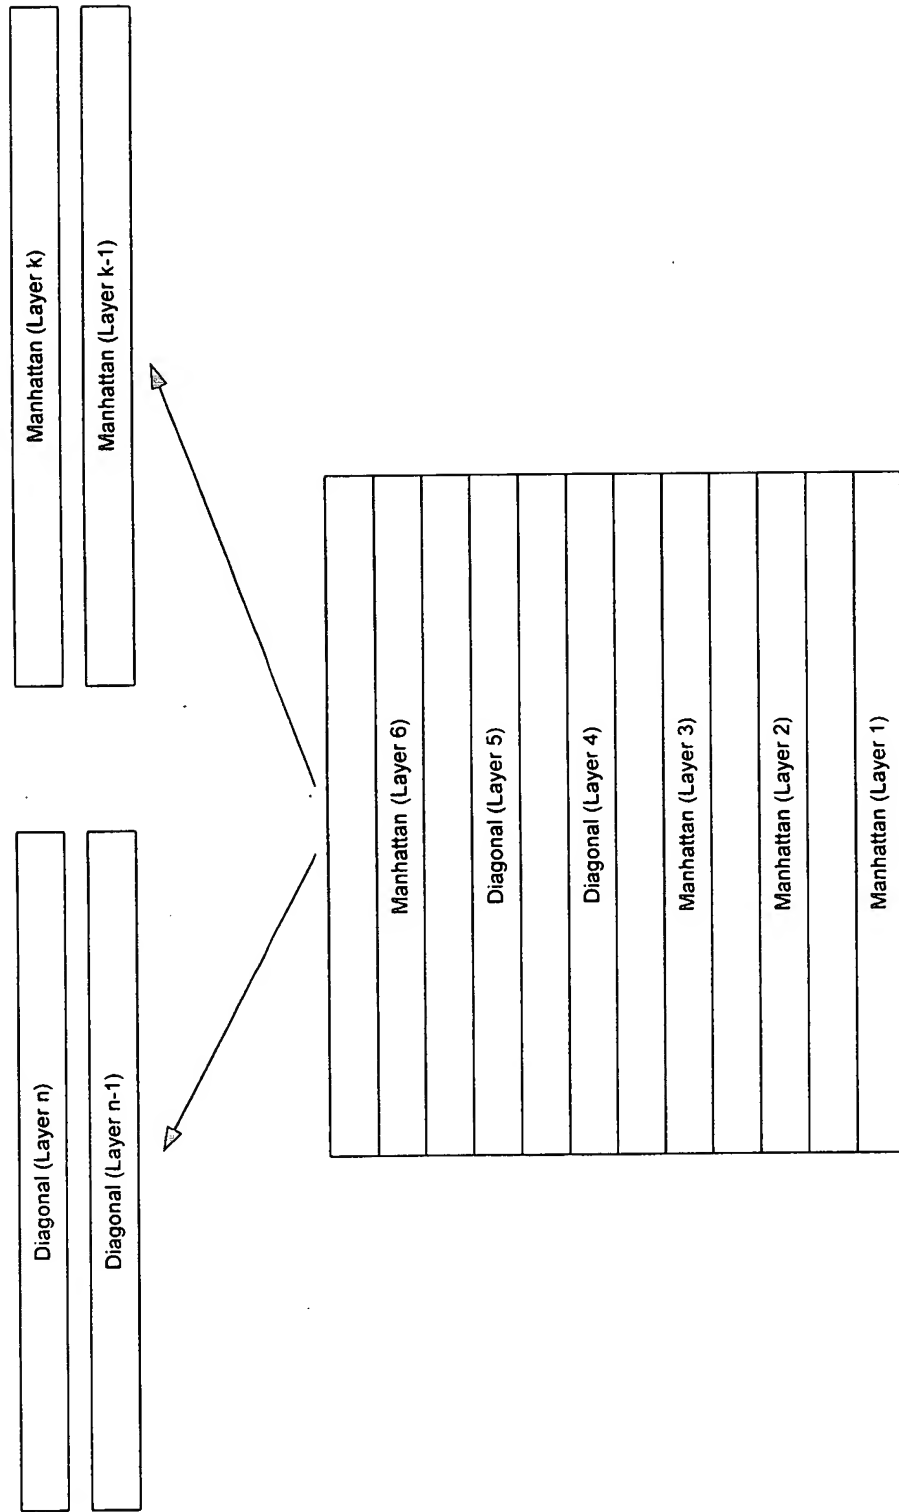 Diagonal (Layer n)
Diagonal (Layer n-1)
Manhattan (Layer k)
Manhattan (Layer k-1)
Manhattan (Layer 6)
Diagonal (Layer 5)
Diagonal (Layer 4)
Manhattan (Layer 3)
Manhattan (Layer 2)
Manhattan (Layer 1)